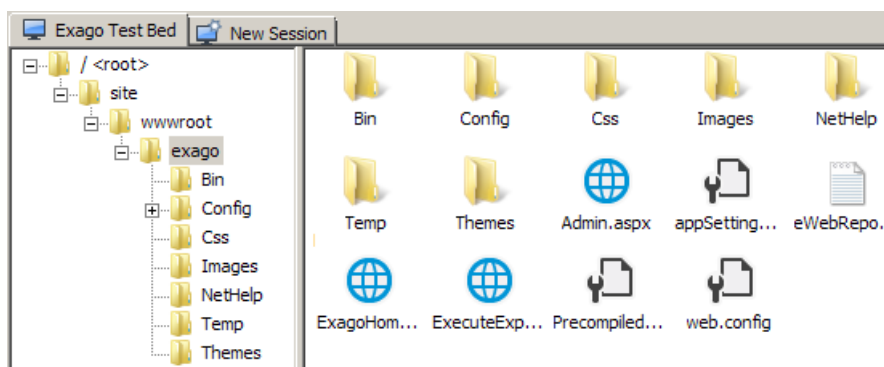 Exago Test Bed
New Session
/ <root>
site
wwwroot
exago
Bin
Config
Css
Images
NetHelp
Temp
Themes
Bin Config Css Images NetHelp
Temp Themes Admin.aspx appSetting... eWebRepo...
ExagoHom... ExecuteExp... Precompiled... web.config